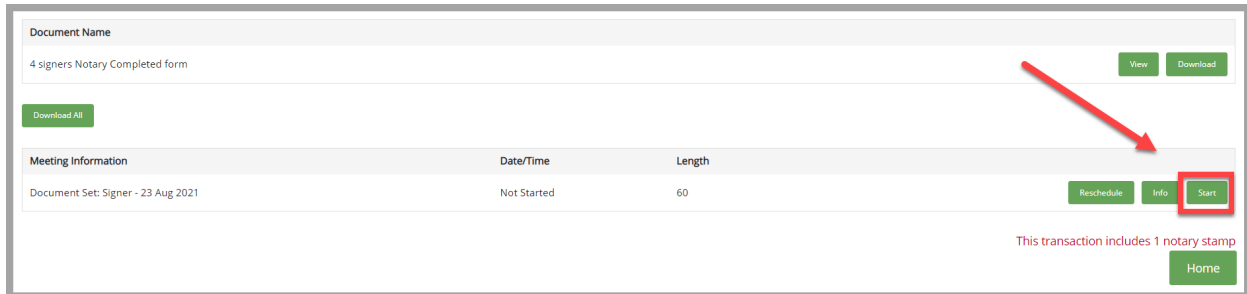 Document Name
4 signers Notary Completed form View Download
Download All
Meeting Information Date/Time Length
Document Set: Signer - 23 Aug 2021 Not Started 60 Reschedule Info Start
This transaction includes 1 notary stamp
Home